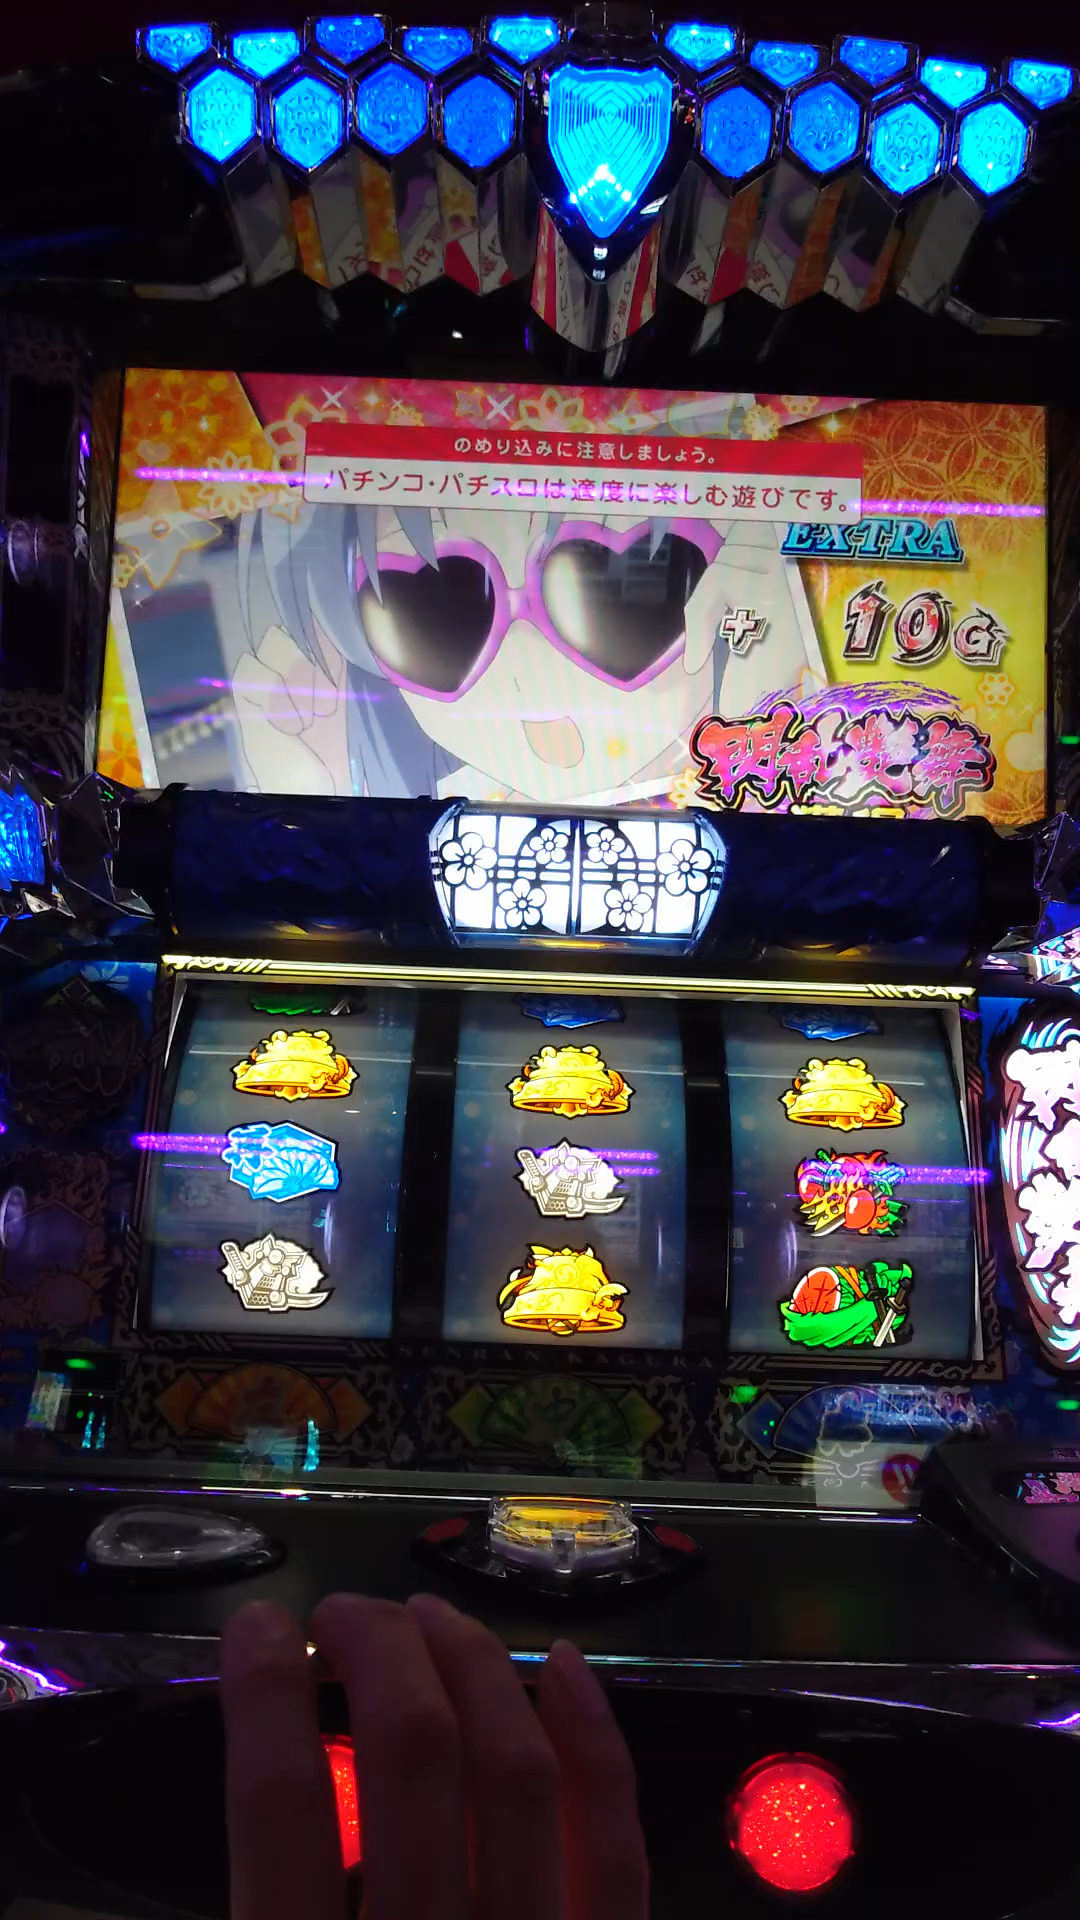 のめり込みに注意しましょう。
パチンコ・パチスロは適度に楽しむ遊びです。
EXTRA
+ 10G
閃乱艶舞
SENRAN KAGURA